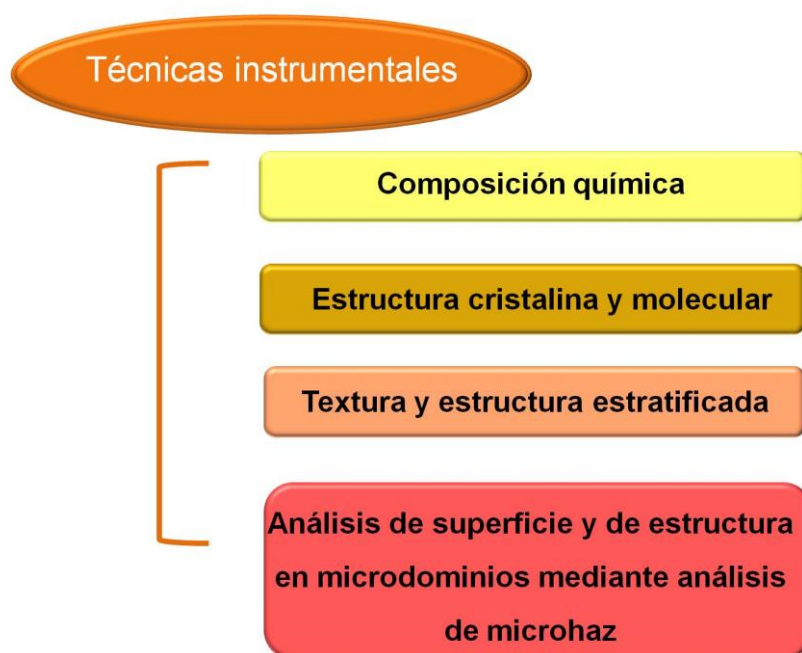 Técnicas instrumentales
Composición química
Estructura cristalina y molecular
Textura y estructura estratificada
Análisis de superficie y de estructura
en microdominios mediante análisis
de microhaz